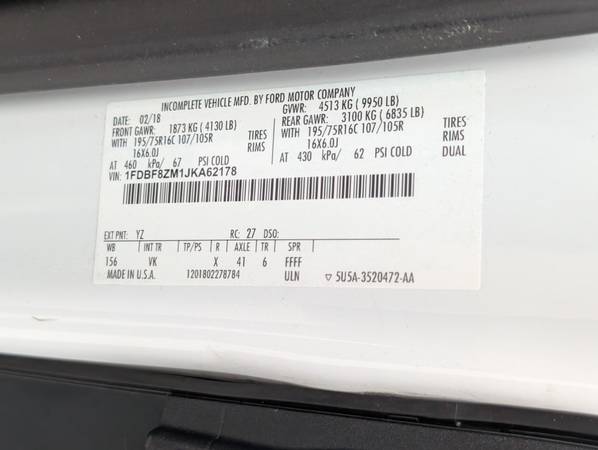 INCOMPLETE VEHICLE MFD. BY FORD MOTOR COMPANY
DATE: 02/18 GVWR: 4513 KG ( 9950 LB)
FRONT GAWR: 1873 KG ( 4130 LB) REAR GAWR: 3100 KG ( 6835 LB)
WITH 195/75R16C 107/105R TIRES WITH 195/75R16C 107/105R TIRES
16X6.0J RIMS 16X6.0J RIMS
AT 460 kPa/ 67 PSI COLD AT 430 kPa/ 62 PSI COLD DUAL
VIN: 1FDBF8ZM1JKA62178
EXT PNT: YZ RC: 27 DSO:
WB INT TR TP/PS R AXLE TR SPR
156 VK X 41 6 FFFF
MADE IN U.S.A. 1201802278784 ULN ▽ 5U5A-3520472-AA